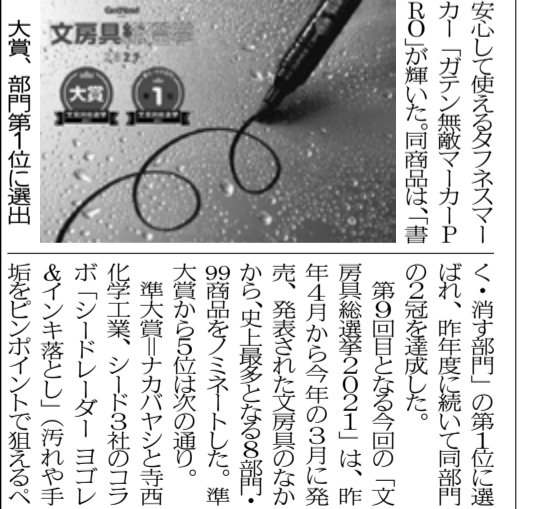 安心して使えるタフネスマー
カー「ガテン無敵マーカーP
RO」が輝いた。同商品は、「書
GetNavi
文房具総選挙
大賞
第1位
大賞、部門第1位に選出
く・消す部門」の第1位に選
ばれ、昨年度に続いて同部門
の2冠を達成した。
第9回目となる今回の「文
房具総選挙2021」は、昨
年4月から今年の3月に発
売、発表された文房具のなか
から、史上最多となる8部門・
99商品をノミネートした。準
大賞から5位は次の通り。
準大賞＝ナカバヤシと寺西
化学工業、シード3社のコラ
ボ「シードレーダー ヨゴレ
&インキ落とし」(汚れや手
垢をピンポイントで狙えるペ